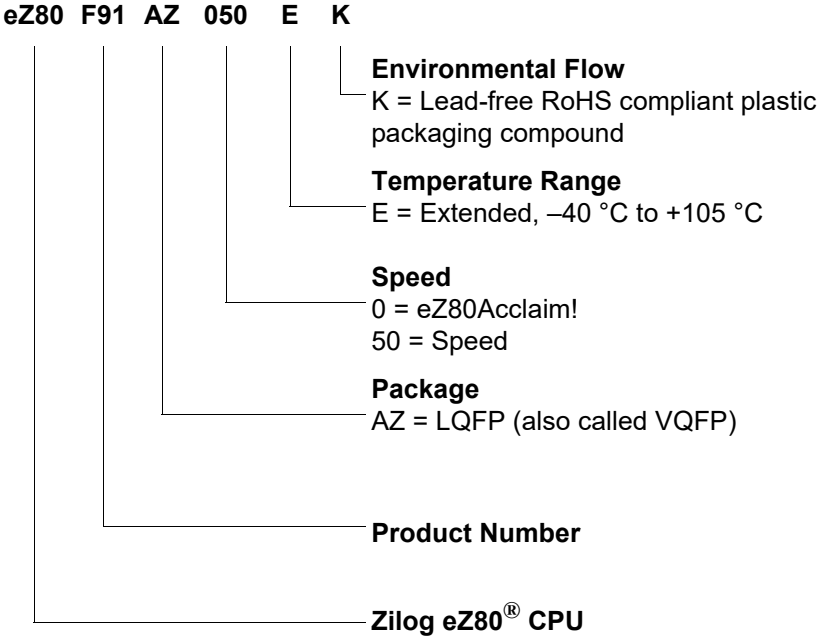 eZ80 F91 AZ 050 E K
Environmental Flow
K = Lead-free RoHS compliant plastic
packaging compound
Temperature Range
E = Extended, –40 °C to +105 °C
Speed
0 = eZ80Acclaim!
50 = Speed
Package
AZ = LQFP (also called VQFP)
Product Number
Zilog eZ80® CPU